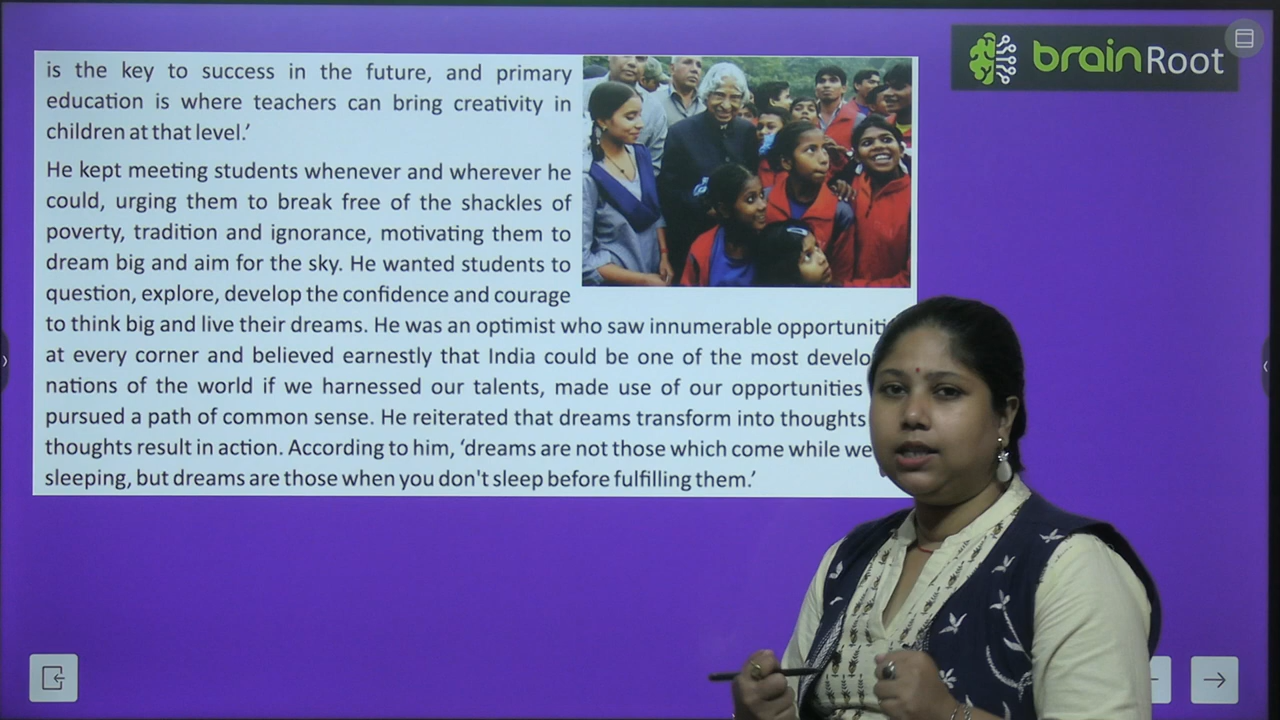 brainRoot
is the key to success in the future, and primary
education is where teachers can bring creativity in
children at that level.’
He kept meeting students whenever and wherever he
could, urging them to break free of the shackles of
poverty, tradition and ignorance, motivating them to
dream big and aim for the sky. He wanted students to
question, explore, develop the confidence and courage
to think big and live their dreams. He was an optimist who saw innumerable opportuniti
at every corner and believed earnestly that India could be one of the most develo
nations of the world if we harnessed our talents, made use of our opportunities
pursued a path of common sense. He reiterated that dreams transform into thoughts
thoughts result in action. According to him, ‘dreams are not those which come while we
sleeping, but dreams are those when you don't sleep before fulfilling them.’